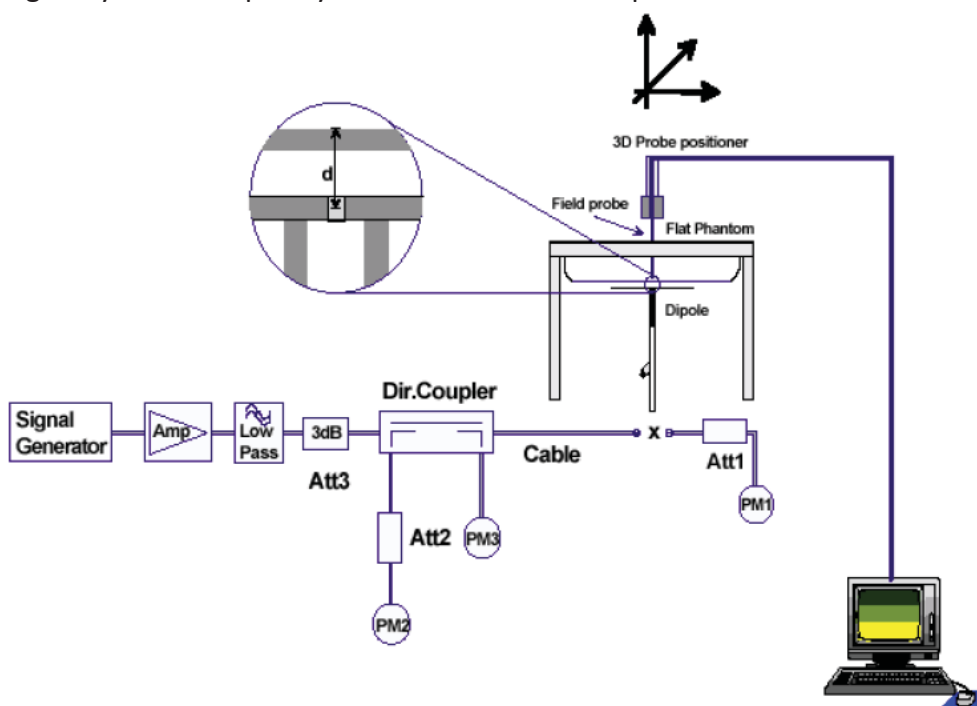 3D Probe positioner
d
Field probe
Flat Phantom
Dipole
Dir.Coupler
Signal
Generator
Amp
Low
Pass
3dB
Att3
Cable
x
Att1
PM1
Att2
PM3
PM2